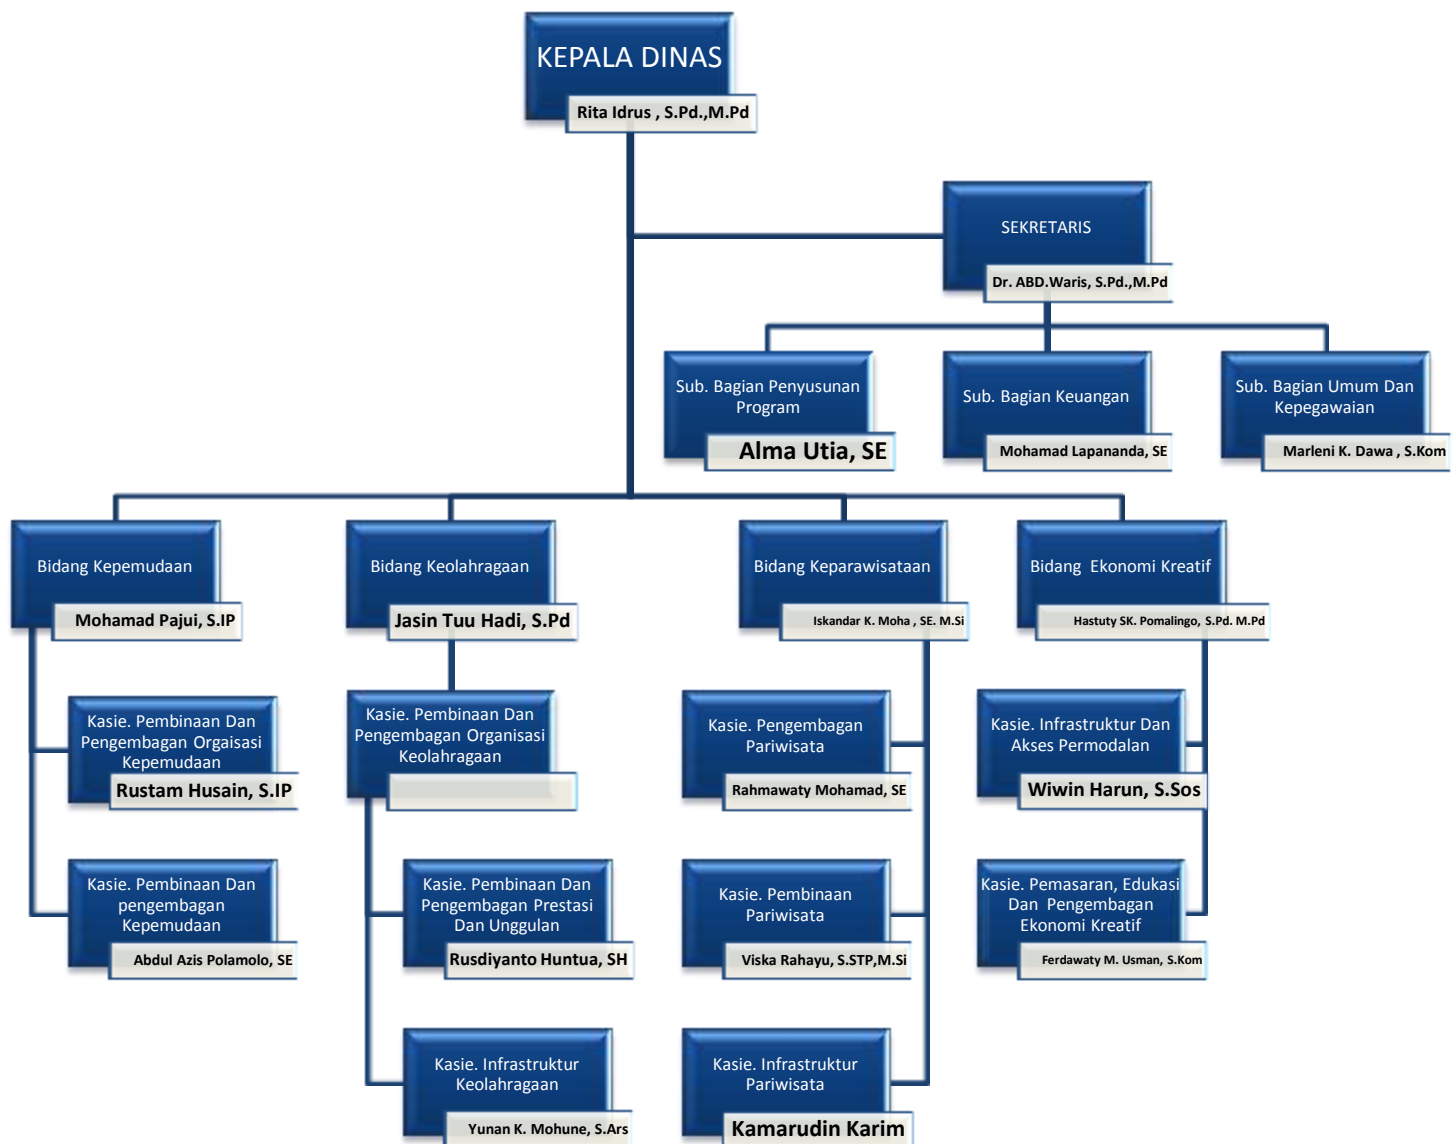 KEPALA DINAS
Rita Idrus , S.Pd.,M.Pd
SEKRETARIS
Dr. ABD.Waris, S.Pd.,M.Pd
Sub. Bagian Penyusunan
Program
Alma Utia, SE
Sub. Bagian Keuangan
Mohamad Lapananda, SE
Sub. Bagian Umum Dan
Kepegawaian
Marleni K. Dawa , S.Kom
Bidang Kepemudaan
Mohamad Pajui, S.IP
Bidang Keolahragaan
Jasin Tuu Hadi, S.Pd
Bidang Keparawisataan
Iskandar K. Moha , SE. M.Si
Bidang  Ekonomi Kreatif
Hastuty SK. Pomalingo, S.Pd. M.Pd
Kasie. Pembinaan Dan
Pengembagan Orgaisasi
Kepemudaan
Rustam Husain, S.IP
Kasie. Pembinaan Dan
Pengembagan Organisasi
Keolahragaan
Kasie. Pengembagan
Pariwisata
Rahmawaty Mohamad, SE
Kasie. Infrastruktur Dan
Akses Permodalan
Wiwin Harun, S.Sos
Kasie. Pembinaan Dan
pengembagan
Kepemudaan
Abdul Azis Polamolo, SE
Kasie. Pembinaan Dan
Pengembagan Prestasi
Dan Unggulan
Rusdiyanto Huntua, SH
Kasie. Pembinaan
Pariwisata
Viska Rahayu, S.STP,M.Si
Kasie. Pemasaran, Edukasi
Dan  Pengembagan
Ekonomi Kreatif
Ferdawaty M. Usman, S.Kom
Kasie. Infrastruktur
Keolahragaan
Yunan K. Mohune, S.Ars
Kasie. Infrastruktur
Pariwisata
Kamarudin Karim